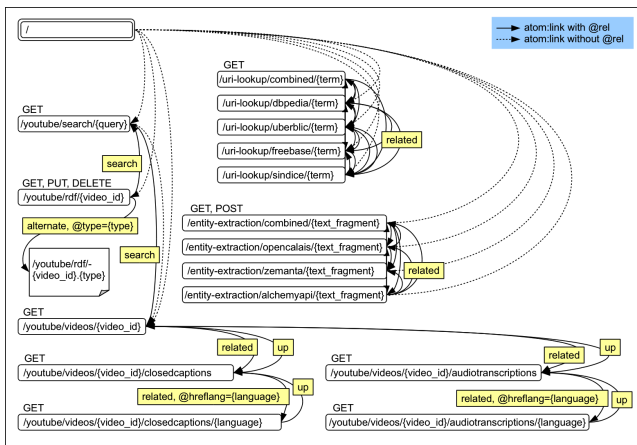 /
atom:link with @rel
atom:link without @rel
GET
/uri-lookup/combined/{term}
/uri-lookup/dbpedia/{term}
/uri-lookup/uberblic/{term}
/uri-lookup/freebase/{term}
/uri-lookup/sindice/{term}
related
GET
/youtube/search/{query}
search
GET, PUT, DELETE
/youtube/rdf/{video_id}
alternate, @type={type}
/youtube/rdf/-
{video_id}.{type}
search
GET, POST
/entity-extraction/combined/{text_fragment}
/entity-extraction/opencalais/{text_fragment}
/entity-extraction/zemanta/{text_fragment}
/entity-extraction/alchemyapi/{text_fragment}
related
GET
/youtube/videos/{video_id}
related
up
related
up
GET
/youtube/videos/{video_id}/closedcaptions
GET
/youtube/videos/{video_id}/audiotranscriptions
related, @hreflang={language}
up
related, @hreflang={language}
up
GET
/youtube/videos/{video_id}/closedcaptions/{language}
GET
/youtube/videos/{video_id}/audiotranscriptions/{language}